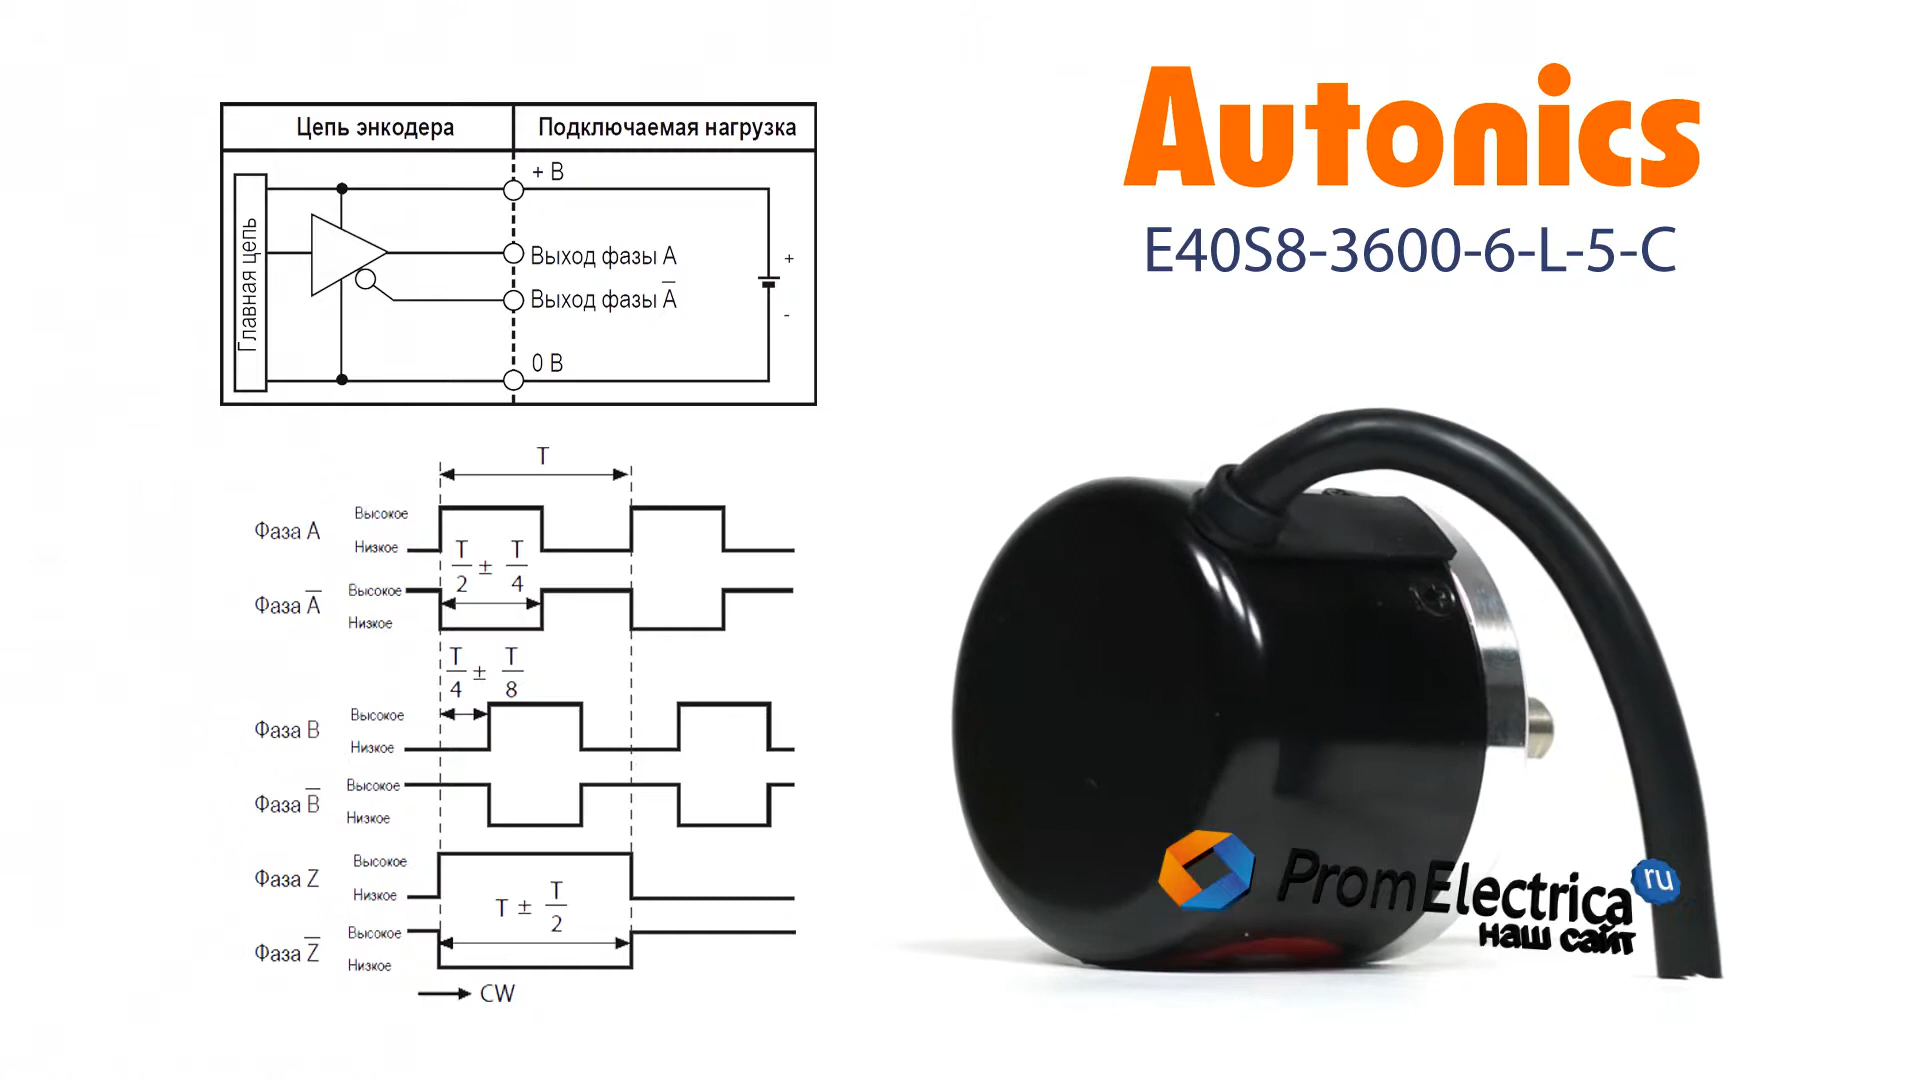 Цепь энкодера
Подключаемая нагрузка
Главная цепь
+ В
Выход фазы A
Выход фазы A̅
0 В
+
-
T
Фаза A
Высокое
Низкое
T/2 ± T/4
Фаза A̅
Высокое
Низкое
T/4 ± T/8
Фаза B
Высокое
Низкое
Фаза B̅
Высокое
Низкое
Фаза Z
Высокое
Низкое
T ± T/2
Фаза Z̅
Высокое
Низкое
CW
Autonics
E40S8-3600-6-L-5-C
PromElectrica ru
наш сайт